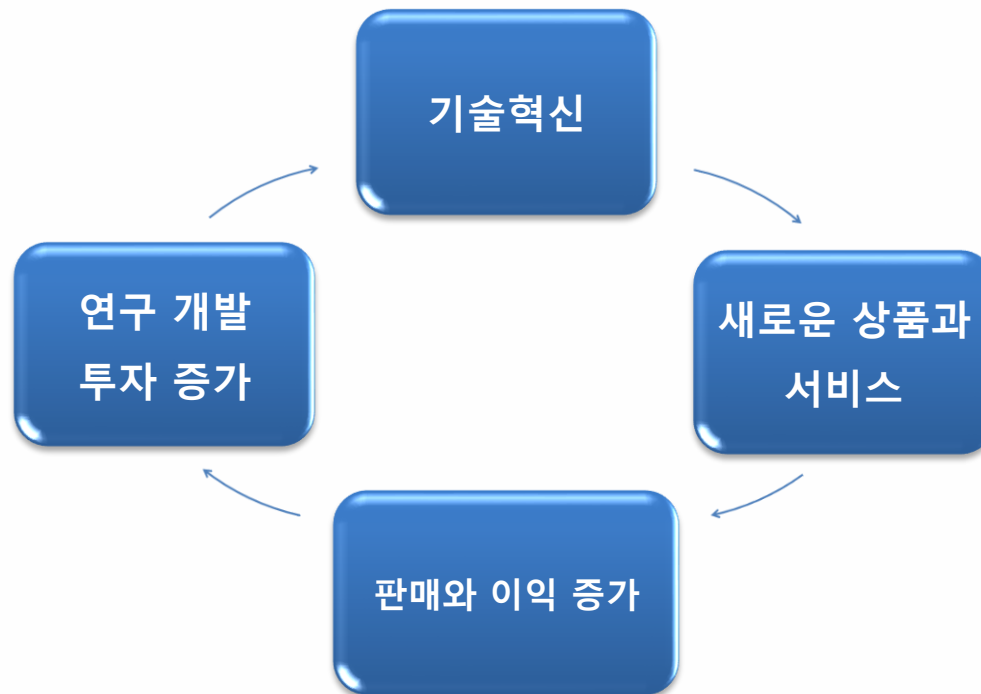 기술혁신
연구 개발
투자 증가
새로운 상품과
서비스
판매와 이익 증가